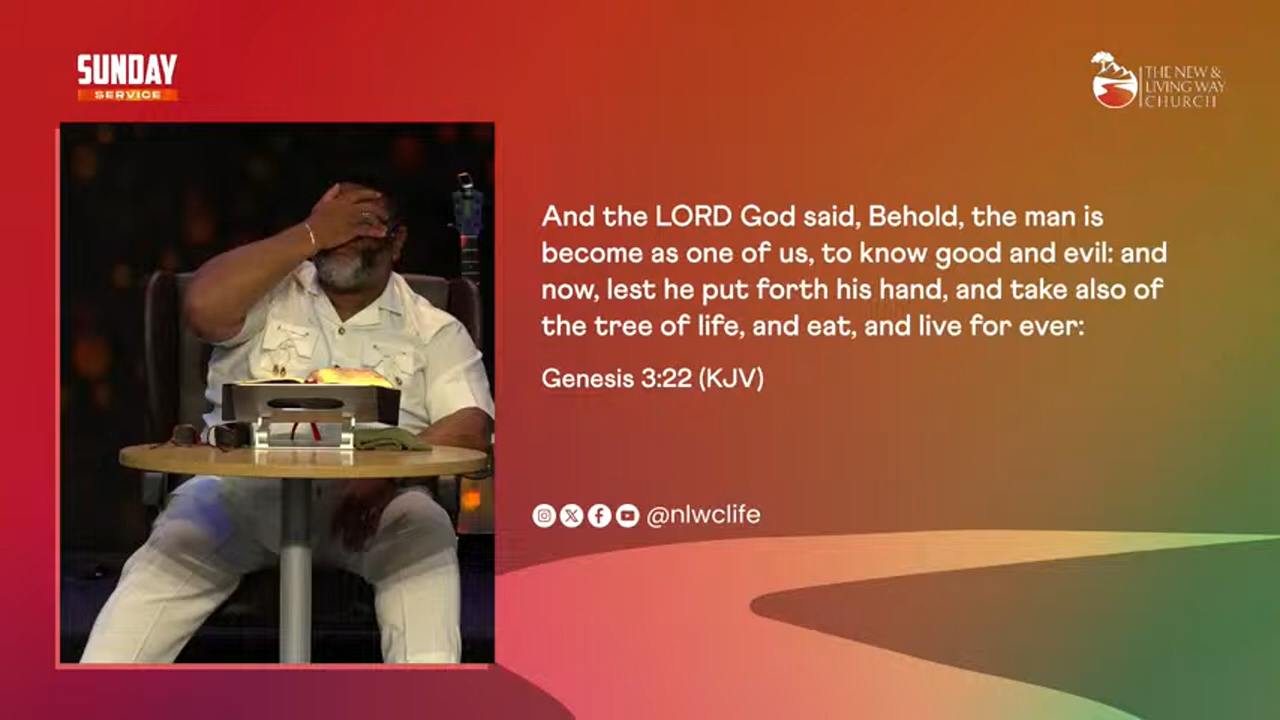 SUNDAY
SERVICE
THE NEW &
LIVING WAY
CHURCH
And the LORD God said, Behold, the man is
become as one of us, to know good and evil: and
now, lest he put forth his hand, and take also of
the tree of life, and eat, and live for ever:
Genesis 3:22 (KJV)
@nlwclife